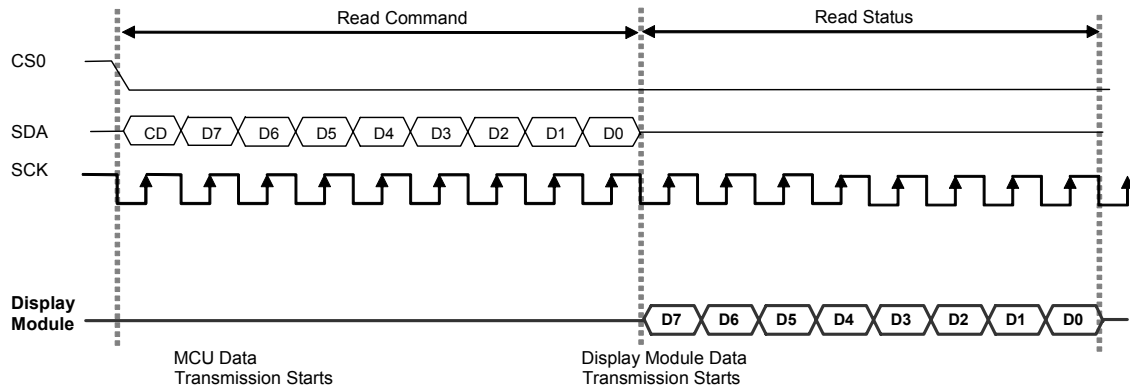 Read Command
Read Status
CS0
SDA
CD D7 D6 D5 D4 D3 D2 D1 D0
SCK
Display
Module
D7 D6 D5 D4 D3 D2 D1 D0
MCU Data
Transmission Starts
Display Module Data
Transmission Starts